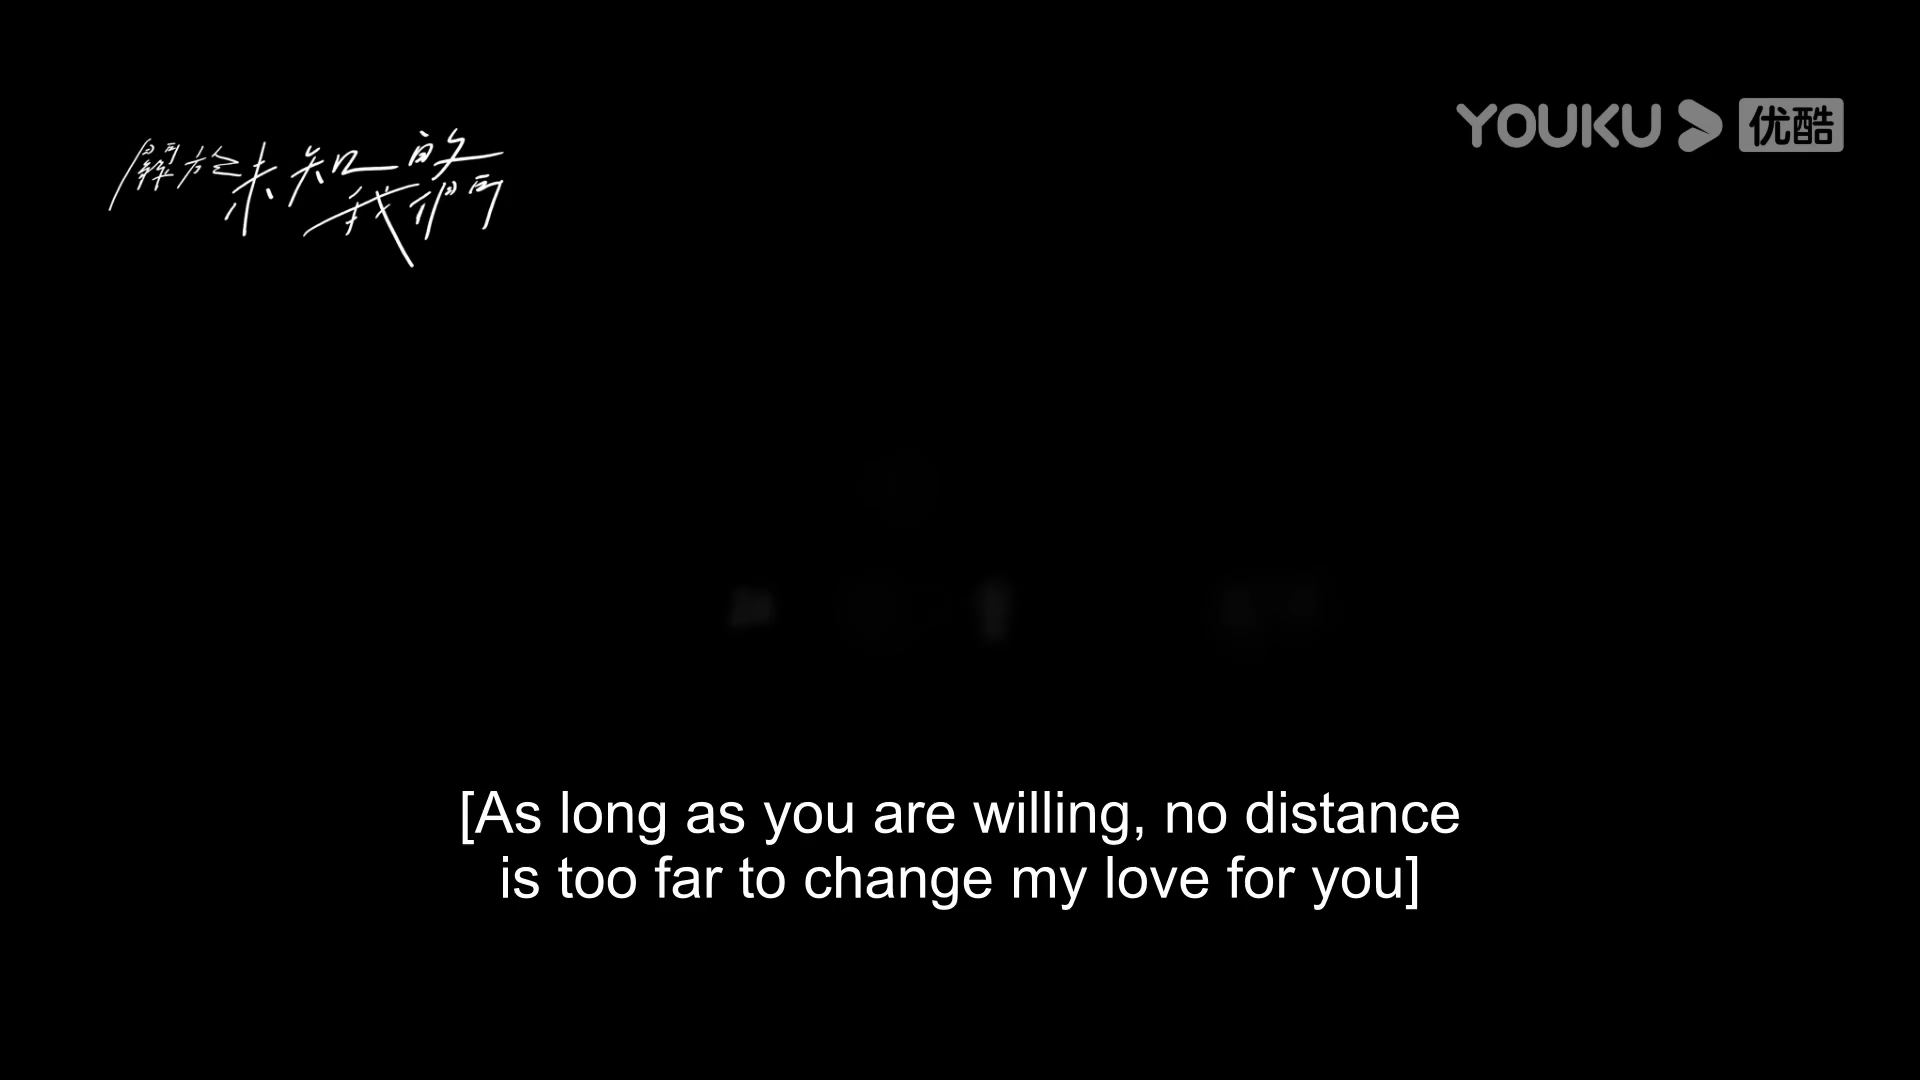 關於未知的
我們
YOUKU 优酷
[As long as you are willing, no distance
is too far to change my love for you]